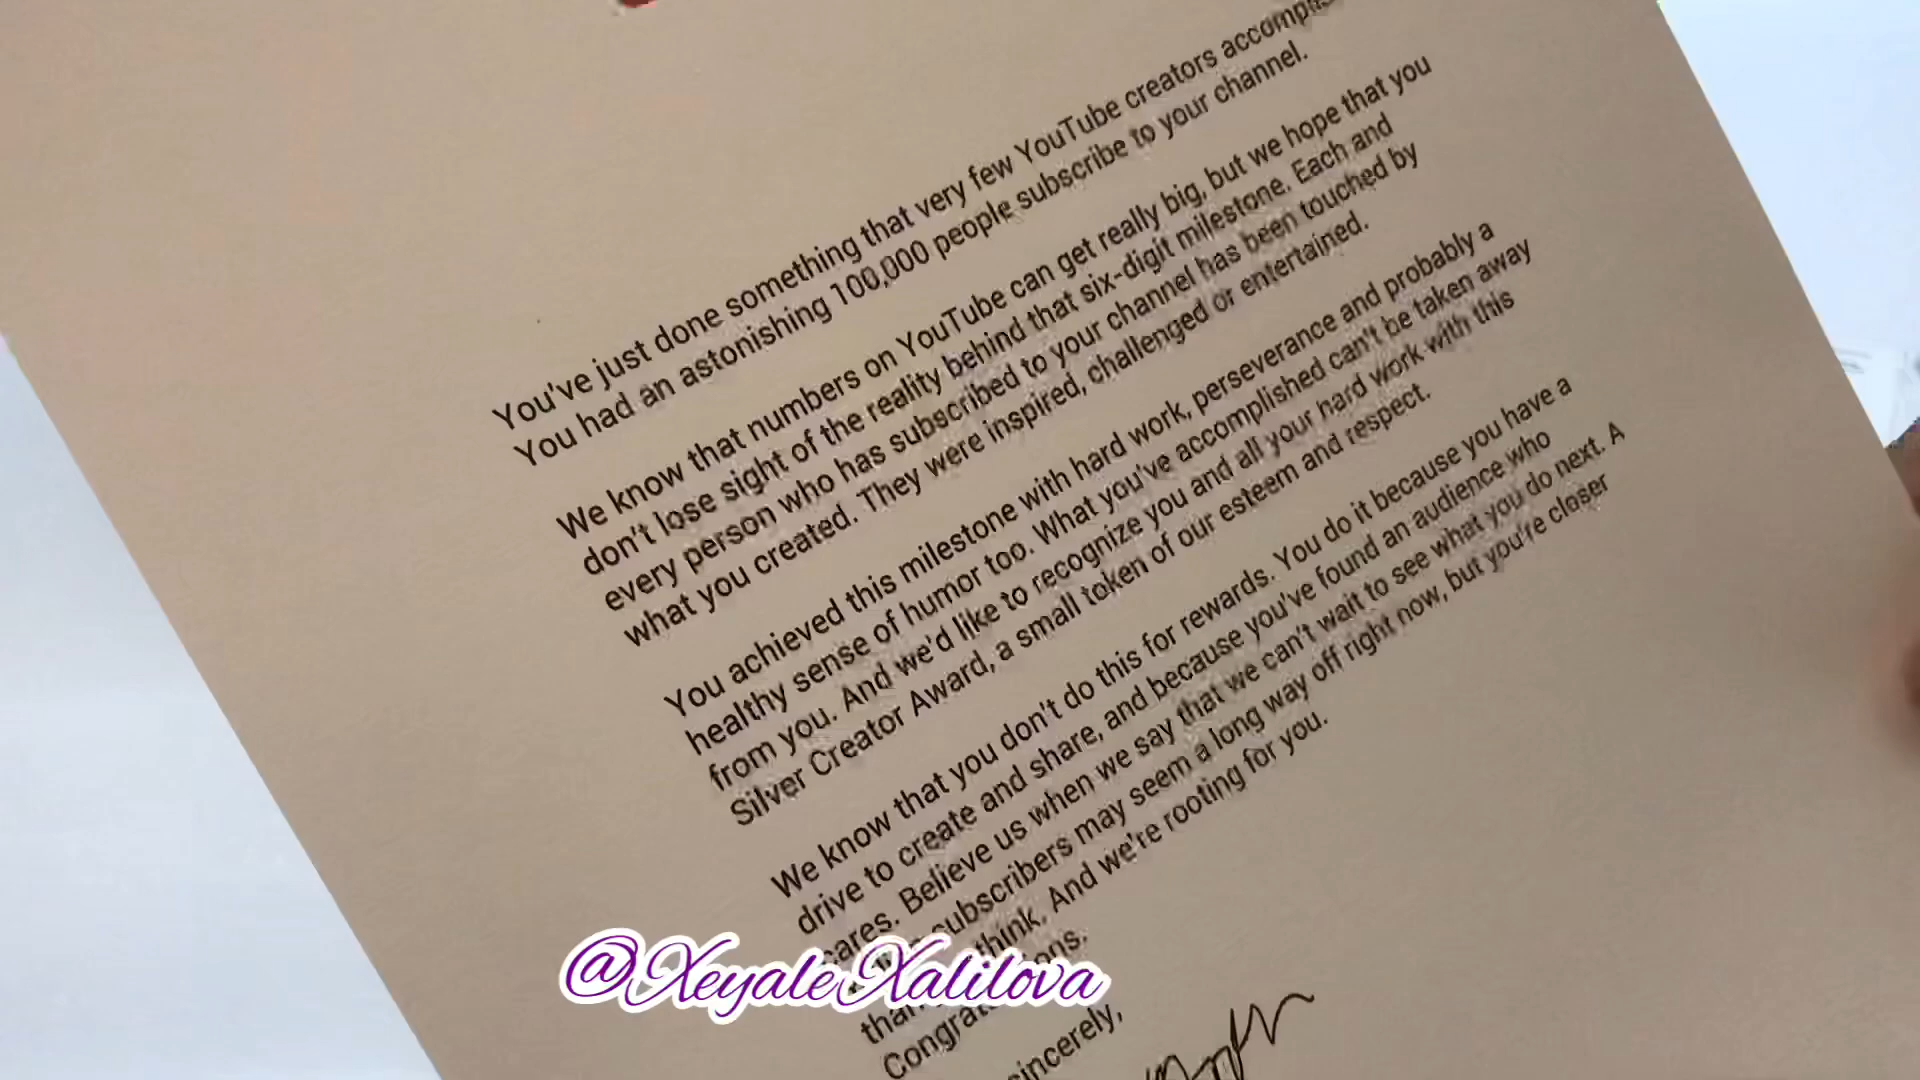 You've just done something that very few YouTube creators
You had an astonishing 100,000 people subscribe to your channel.
We know that numbers on YouTube can get really big, but we hope that you
don't lose sight of the reality behind that six-digit milestone. Each and
every person who has subscribed to your channel has been touched by
what you created. They were inspired, challenged or entertained.
You achieved this milestone with hard work, perseverance and probably a
healthy sense of humor too. What you've accomplished can't be taken away
from you. And we'd like to recognize you and all your hard work with this
Silver Creator Award, a small token of our esteem and respect.
We know that you don't do this for rewards. You do it because you have a
drive to create and share, and because you've found an audience who
cares. Believe us when we say that we can't wait to see what you do next. A
subscribers may seem a long way off right now, but you're closer
think. And we're rooting for you.
sincerely,
@XeyaleXalilova